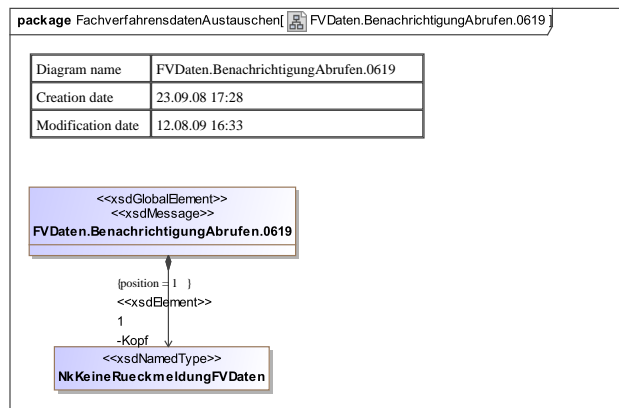 package FachverfahrensdatenAustauschen[ FVDaten.BenachrichtigungAbrufen.0619 ]
Diagram name FVDaten.BenachrichtigungAbrufen.0619
Creation date 23.09.08 17:28
Modification date 12.08.09 16:33
<<xsdGlobalElement>>
<<xsdMessage>>
FVDaten.BenachrichtigungAbrufen.0619
{position = 1 }
<<xsdElement>>
1
-Kopf
<<xsdNamedType>>
NkKeineRueckmeldungFVDaten